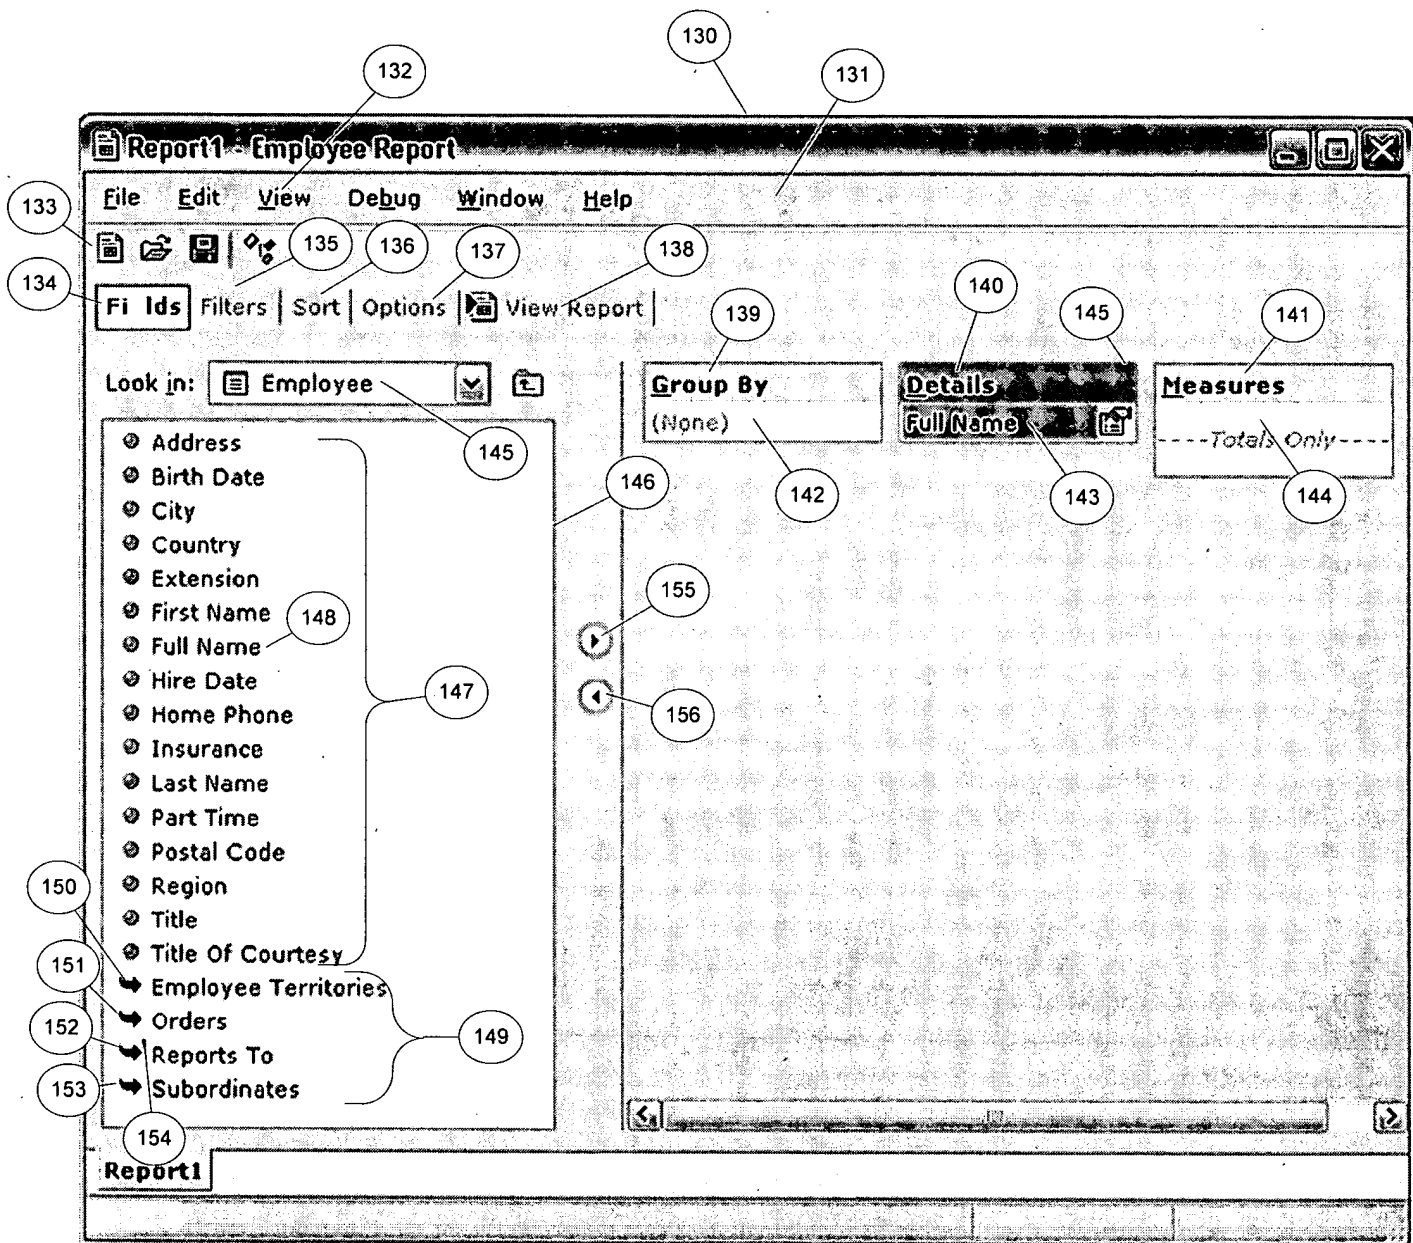 130
132
131
Report1 - Employee Report
File Edit View Debug Window Help
133
135 136 137 138
134
Fi lds Filters Sort Options View Report
140 145
139 141
Look in: Employee
Group By
(None)
Details
Full Name
Measures
----Totals Only----
145
146
142
143
144
Address
Birth Date
City
Country
Extension
First Name
148
Full Name
Hire Date
Home Phone
Insurance
Last Name
Part Time
Postal Code
Region
Title
Title Of Courtesy
147
155
156
150
Employee Territories
151
Orders
152
Reports To
149
153
Subordinates
154
Report1